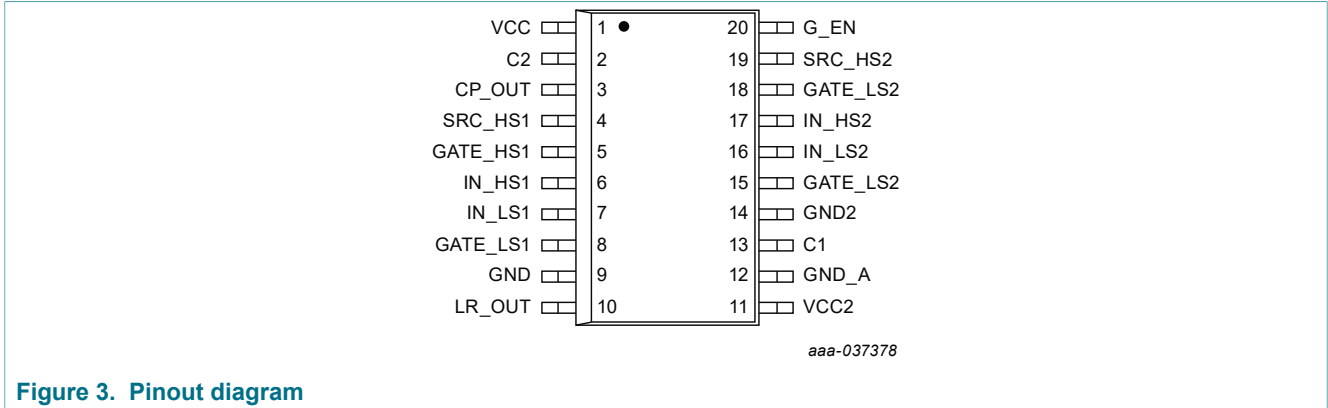 VCC 1 20 G_EN
C2 2 19 SRC_HS2
CP_OUT 3 18 GATE_LS2
SRC_HS1 4 17 IN_HS2
GATE_HS1 5 16 IN_LS2
IN_HS1 6 15 GATE_LS2
IN_LS1 7 14 GND2
GATE_LS1 8 13 C1
GND 9 12 GND_A
LR_OUT 10 11 VCC2
aaa-037378
Figure 3. Pinout diagram